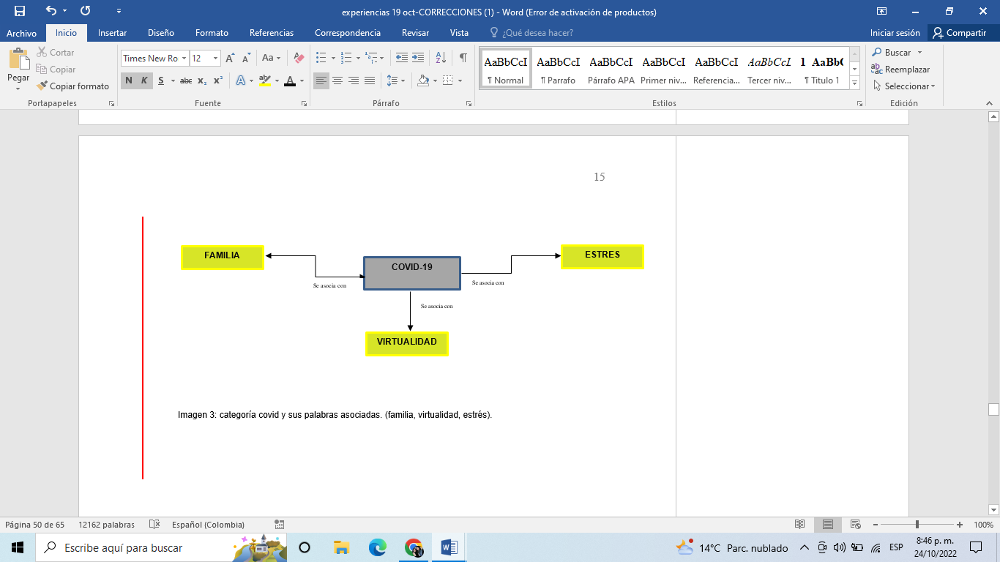 experiencias 19 oct-CORRECCIONES (1) - Word (Error de activación de productos)
Archivo Inicio Insertar Diseño Formato Referencias Correspondencia Revisar Vista ¿Qué desea hacer? Iniciar sesión Compartir
Pegar
Cortar
Copiar
Copiar formato
Portapapeles
Times New Ro 12 A A Aa A
N K S abc x₂ x² A ab A
Fuente
Párrafo
AaBbCcI AaBbCcI AaBbCcI AaBbCcI AaBbCcI AaBbCcL 1 AaBb(
¶ Normal ¶ Parrafo Párrafo APA Primer niv... Referencia... Tercer niv... ¶ Titulo 1
Estilos
Buscar
Reemplazar
Seleccionar
Edición
15
FAMILIA
COVID-19
ESTRES
Se asocia con
Se asocia con
Se asocia con
VIRTUALIDAD
Imagen 3: categoría covid y sus palabras asociadas. (familia, virtualidad, estrés).
Página 50 de 65 12162 palabras Español (Colombia) 100%
Escribe aquí para buscar
14°C Parc. nublado
ESP
8:46 p. m.
24/10/2022